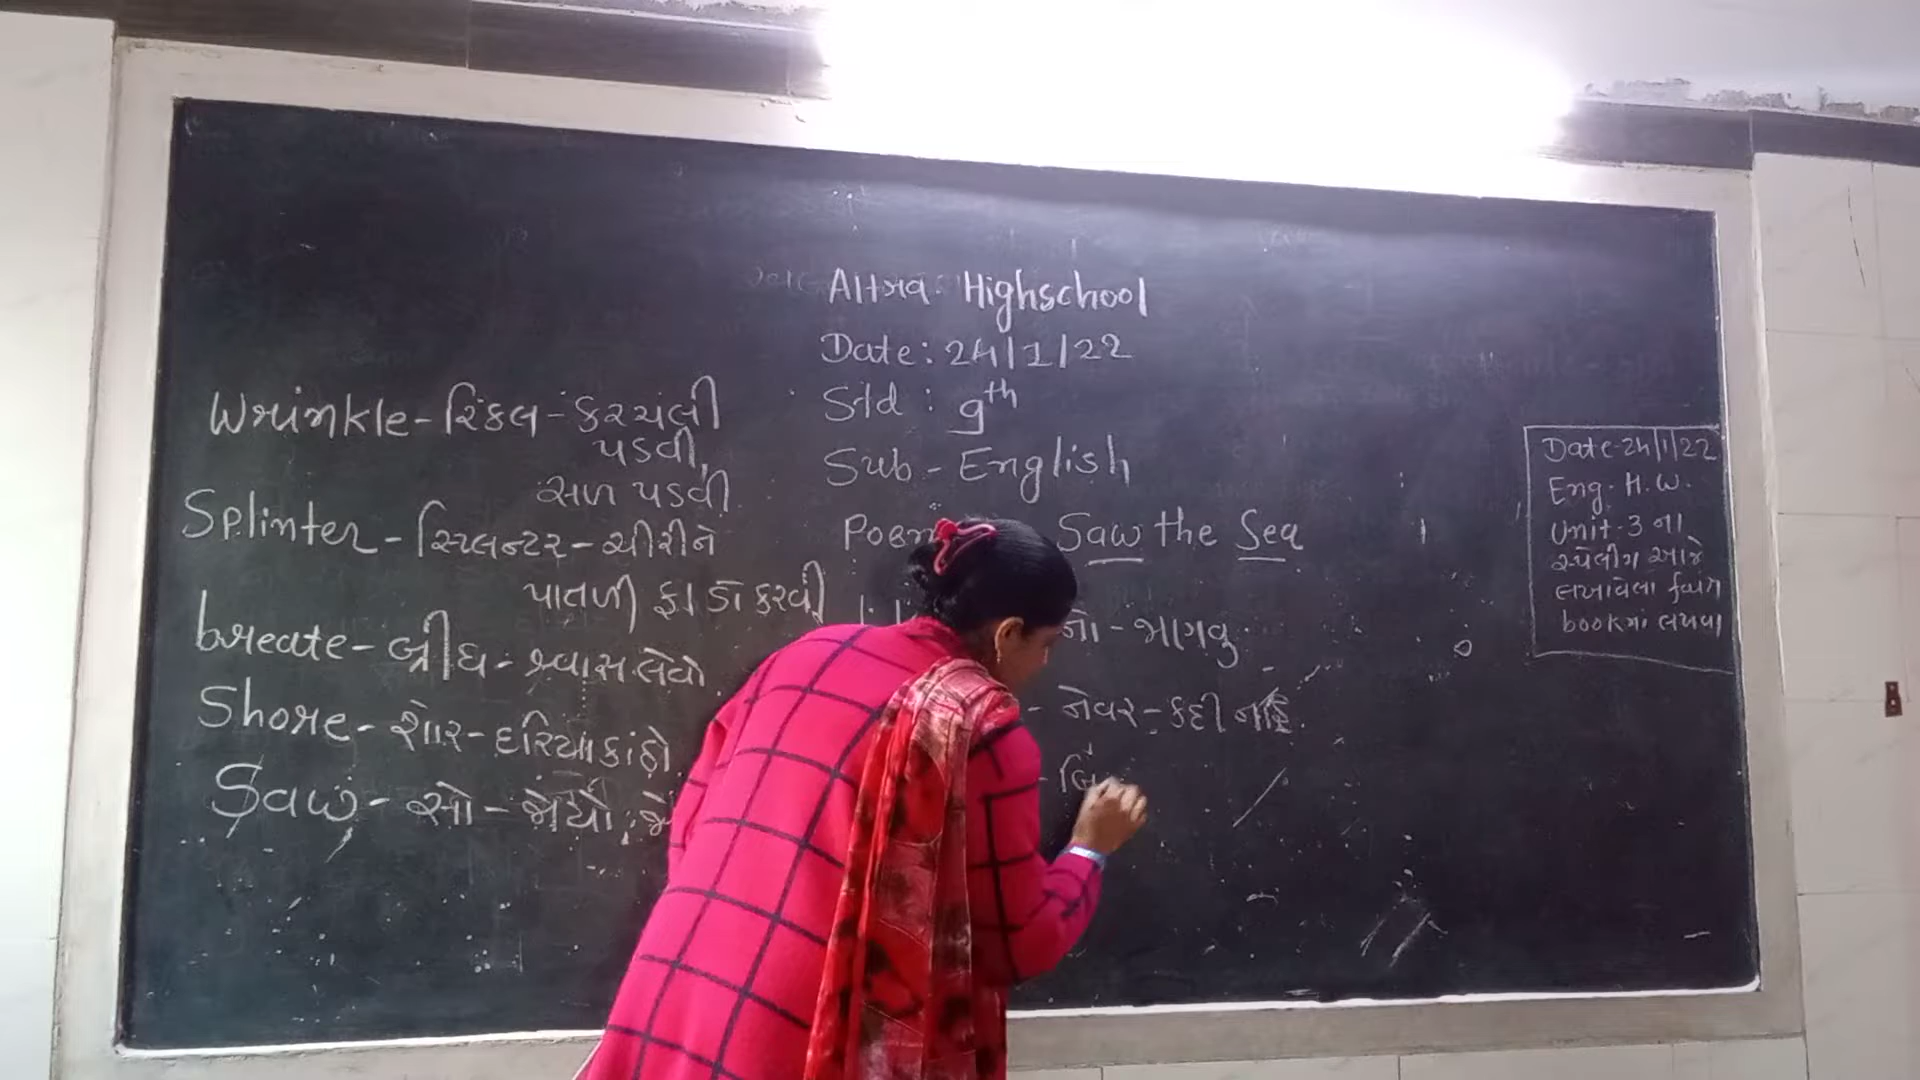 Highschool
Date: 24/1/22
Std : 9th
Sub - English
Poem Saw the Sea
Wrinkle - રિંકલ - કરચલી
પડવી,
સળ પડવી
Splinter - સ્પ્લિન્ટર - ચીરીને
પાતળી ફાડો કરવી
breate - બ્રીધ - શ્વાસ લેવો.
Shore - શોર - દરિયા કાંઠો.
Saw - સો - જોયો,
- ભાગવુ
- નેવર - કદી નહિ.
Date-24/1/22
Eng. H.W.
Unit-3 ના
સ્પેલીંગ આજે
લખાવેલા
bookમાં લખવા